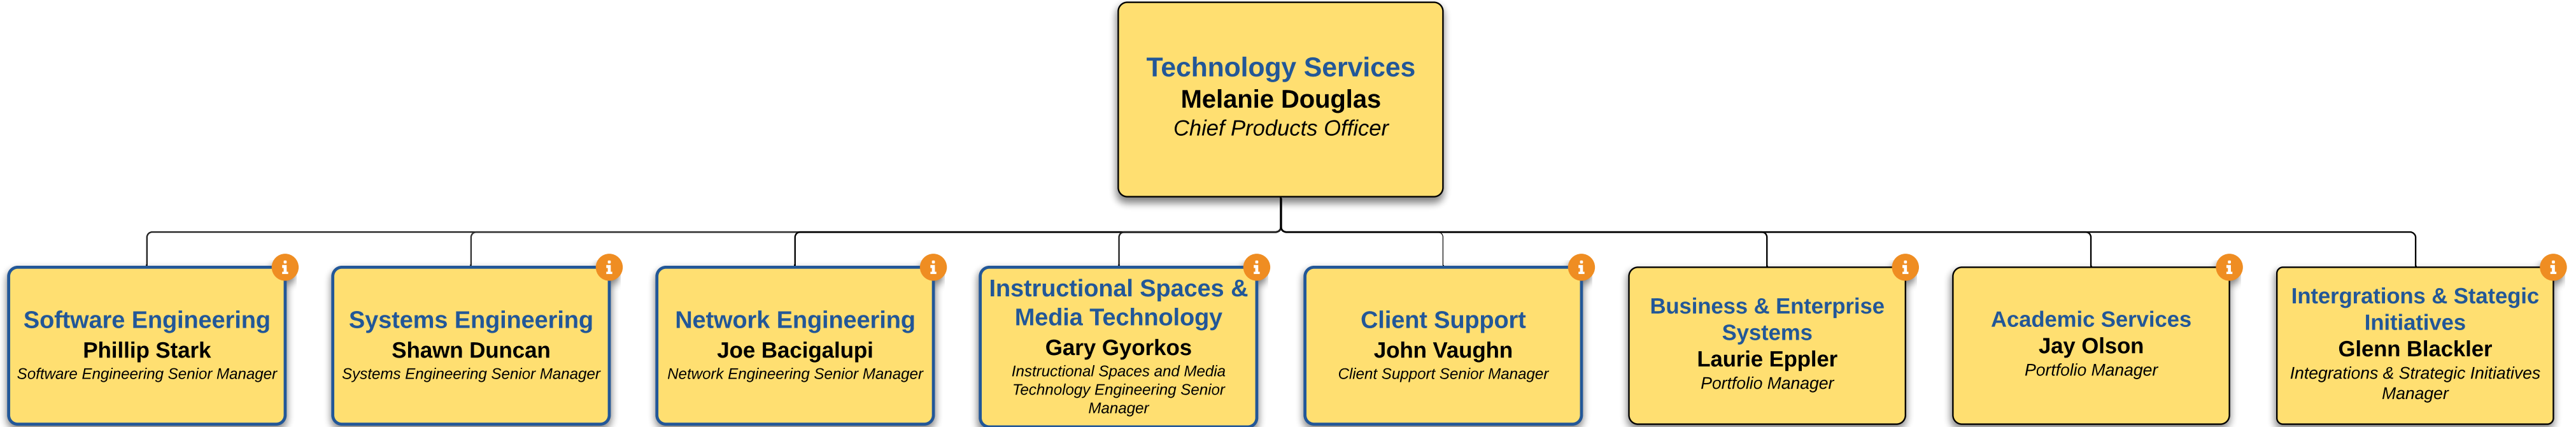 Technology Services
Melanie Douglas
Chief Products Officer
Software Engineering
Phillip Stark
Software Engineering Senior Manager
Systems Engineering
Shawn Duncan
Systems Engineering Senior Manager
Network Engineering
Joe Bacigalupi
Network Engineering Senior Manager
Instructional Spaces &
Media Technology
Gary Gyorkos
Instructional Spaces and Media
Technology Engineering Senior
Manager
Client Support
John Vaughn
Client Support Senior Manager
Business & Enterprise
Systems
Laurie Eppler
Portfolio Manager
Academic Services
Jay Olson
Portfolio Manager
Intergrations & Stategic
Initiatives
Glenn Blackler
Integrations & Strategic Initiatives
Manager